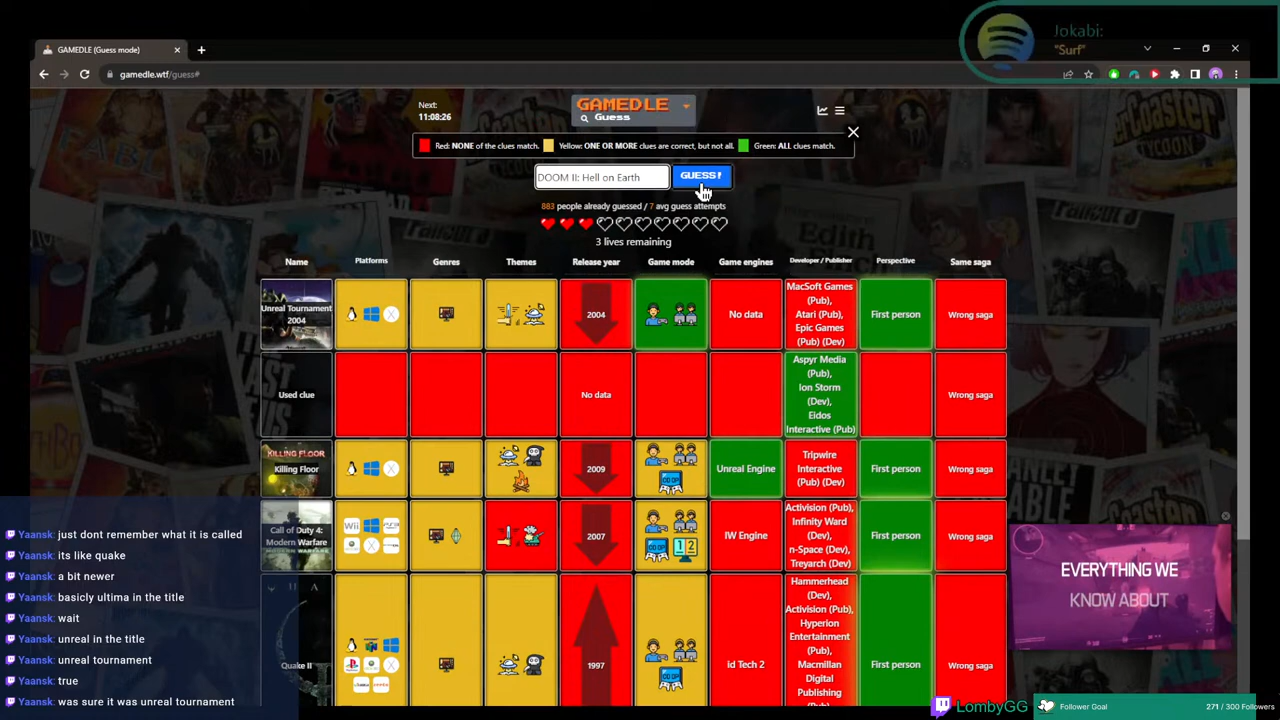 Jokabi:
"Surf"
GAMEDLE (Guess mode)
gamedle.wtf/guess#
Next:
11:08:26
GAMEDLE
Guess
Red: NONE of the clues match.
Yellow: ONE OR MORE clues are correct, but not all.
Green: ALL clues match.
DOOM II: Hell on Earth
GUESS!
883 people already guessed / 7 avg guess attempts
3 lives remaining
Name
Platforms
Genres
Themes
Release year
Game mode
Game engines
Developer / Publisher
Perspective
Same saga
Unreal Tournament
2004
2004
No data
MacSoft Games
(Pub),
Atari (Pub),
Epic Games
(Pub) (Dev)
First person
Wrong saga
Used clue
No data
Aspyr Media
(Pub),
Ion Storm
(Dev),
Eidos
Interactive (Pub)
KILLING FLOOR
Killing Floor
2009
Unreal Engine
Tripwire
Interactive
(Pub) (Dev)
First person
Wrong saga
Call of Duty 4:
Modern Warfare
Wii
2007
1 2
IW Engine
Activision (Pub),
Infinity Ward
(Dev),
n-Space (Dev),
Treyarch (Dev)
First person
Wrong saga
Quake II
1997
id Tech 2
Hammerhead
(Dev),
Activision (Pub),
Hyperion
Entertainment
(Pub),
Macmillan
Digital
Publishing
First person
Wrong saga
Yaansk: just dont remember what it is called
Yaansk: its like quake
Yaansk: a bit newer
Yaansk: basicly ultima in the title
Yaansk: wait
Yaansk: unreal in the title
Yaansk: unreal tournament
Yaansk: true
Yaansk: was sure it was unreal tournament
EVERYTHING WE
KNOW ABOUT
LombyGG
Follower Goal
271 / 300 Followers